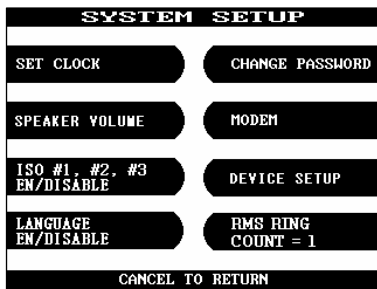 SYSTEM SETUP
SET CLOCK
CHANGE PASSWORD
SPEAKER VOLUME
MODEM
ISO #1, #2, #3
EN/DISABLE
DEVICE SETUP
LANGUAGE
EN/DISABLE
RMS RING
COUNT = 1
CANCEL TO RETURN